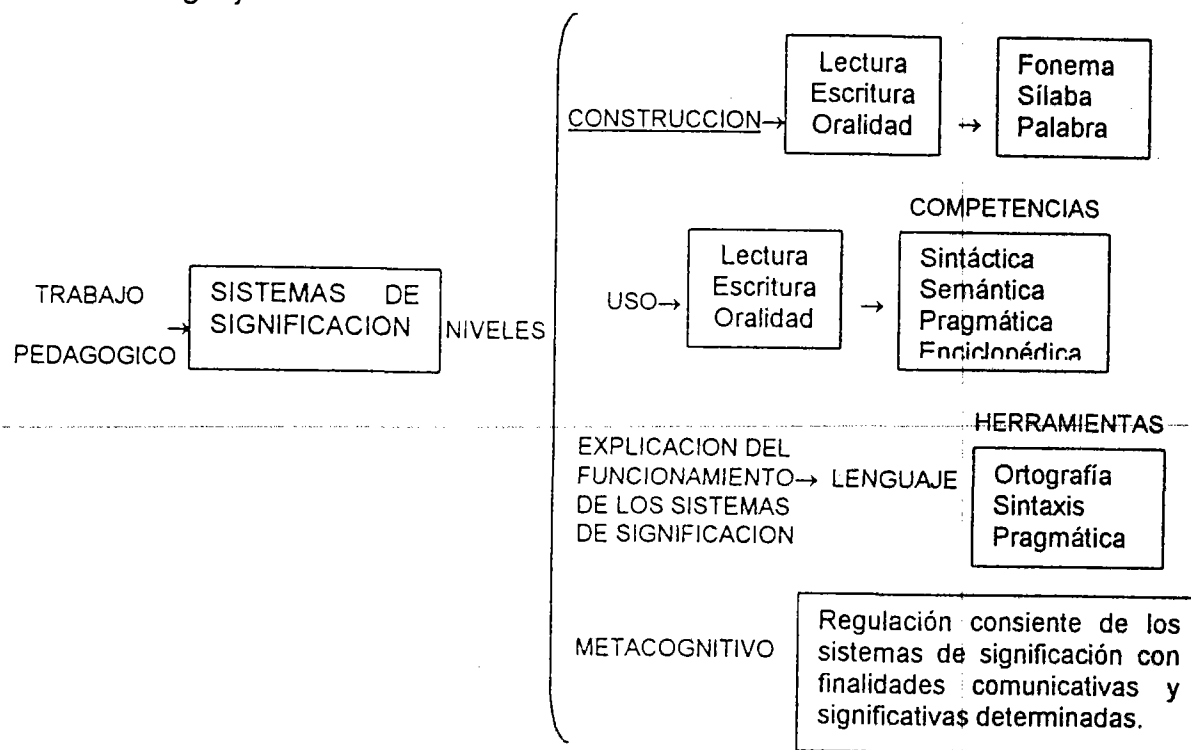 TRABAJO
→
PEDAGOGICO
SISTEMAS DE
SIGNIFICACION
NIVELES
CONSTRUCCION→
Lectura
Escritura
Oralidad
→
Fonema
Sílaba
Palabra
USO→
Lectura
Escritura
Oralidad
→
COMPETENCIAS
Sintáctica
Semántica
Pragmática
Enciclopédica
EXPLICACION DEL
FUNCIONAMIENTO→ LENGUAJE
DE LOS SISTEMAS
DE SIGNIFICACION
HERRAMIENTAS
Ortografía
Sintaxis
Pragmática
METACOGNITIVO
Regulación consiente de los
sistemas de significación con
finalidades comunicativas y
significativas determinadas.